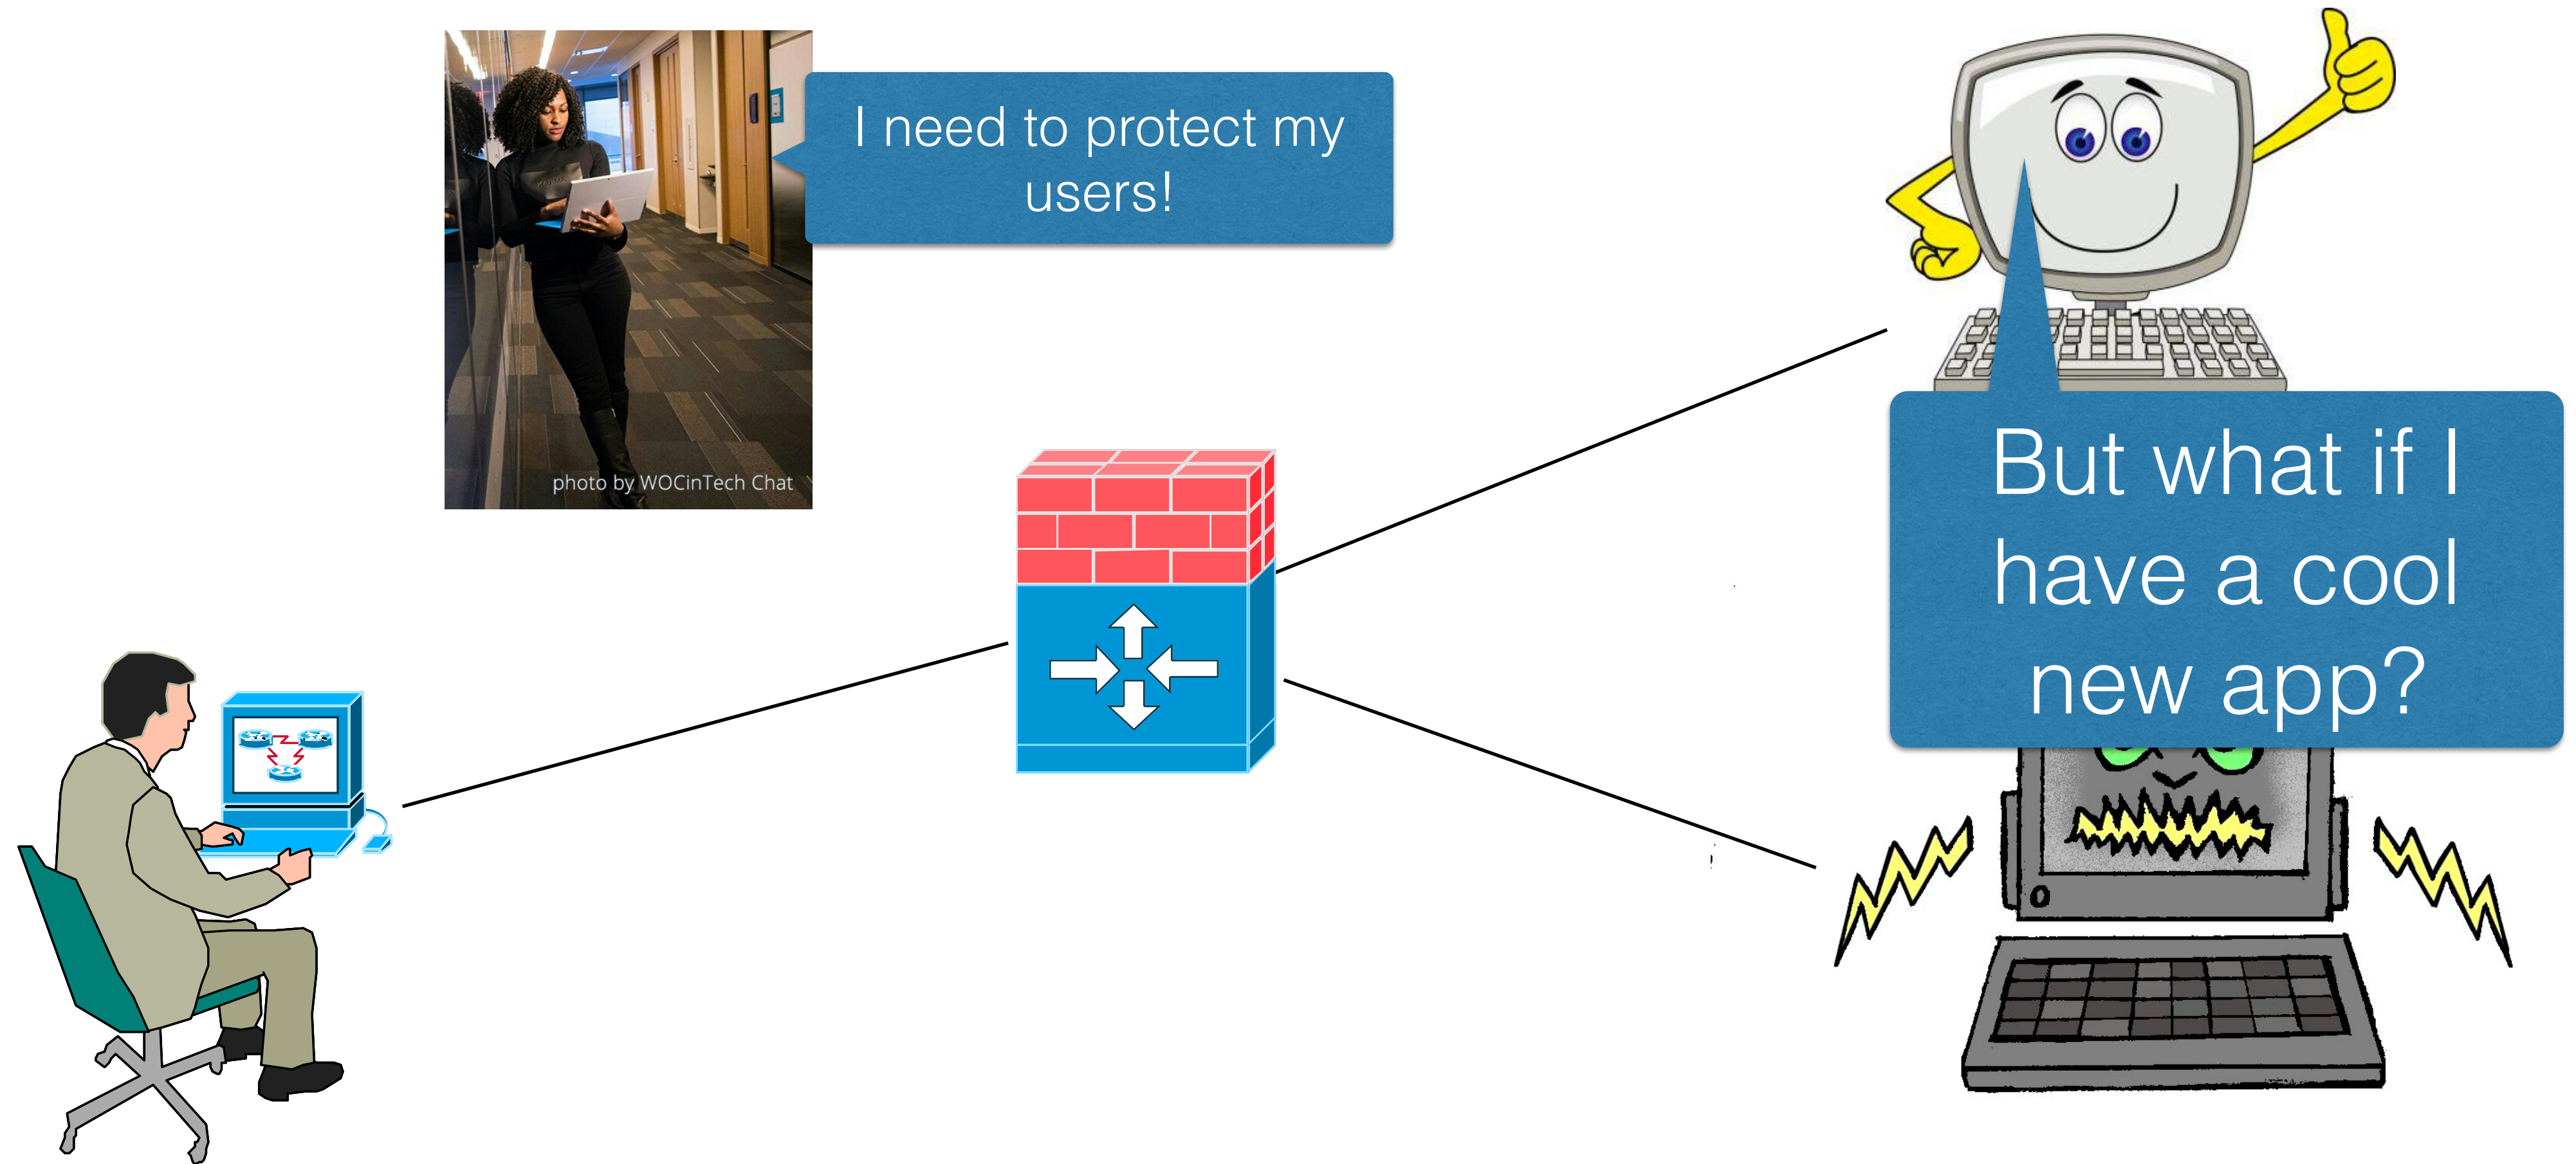 I need to protect my
users!
photo by WOCinTech Chat
But what if I
have a cool
new app?